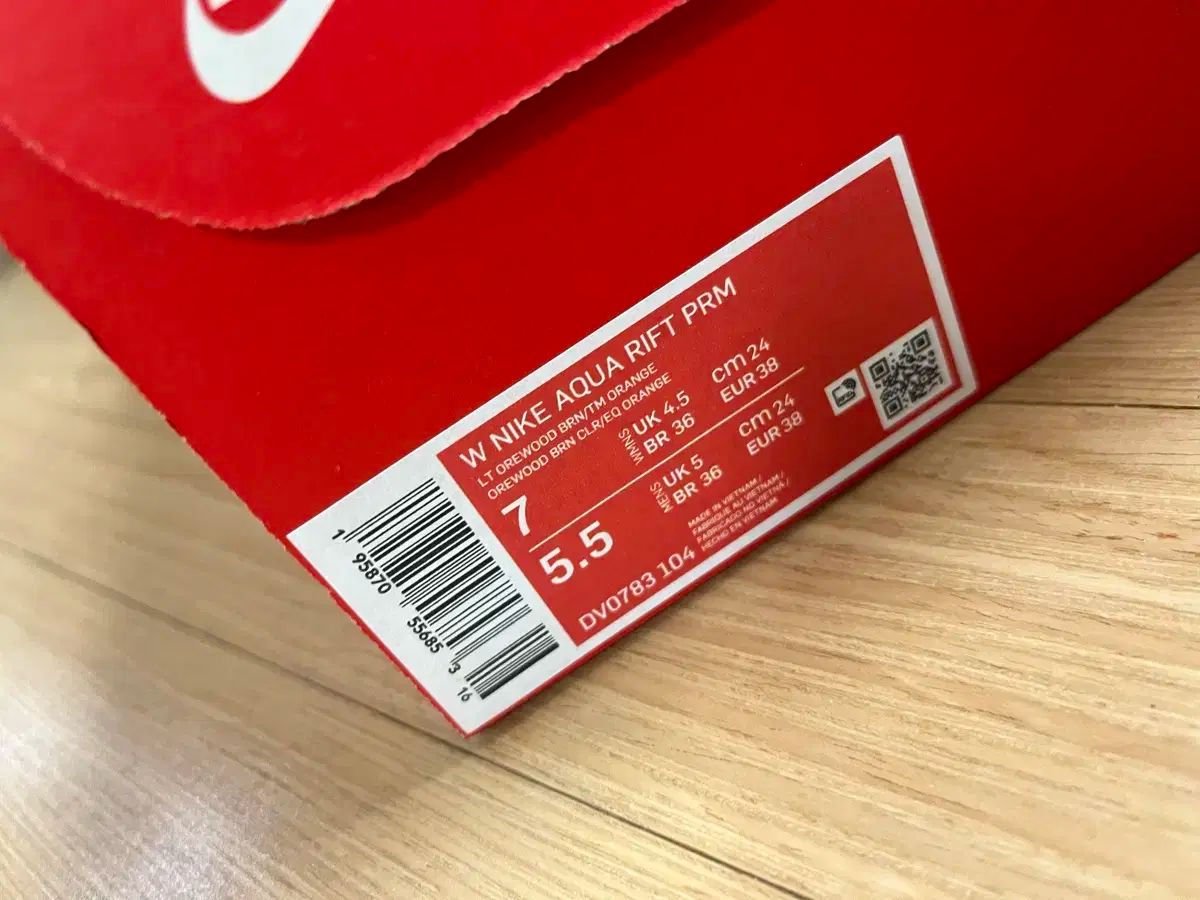 W NIKE AQUA RIFT PRM
LT OREWOOD BRN/TM ORANGE
OREWOOD BRN CLR/EQ ORANGE
7
WMNS
UK 4.5
BR 36
cm 24
EUR 38
5.5
MENS
UK 5
BR 36
cm 24
EUR 38
DV0783 104
MADE IN VIETNAM /
FABRIQUE AU VIETNAM /
FABRICADO NO VIETNÃ /
HECHO EN VIETNAM
1 95870 55685 3 16